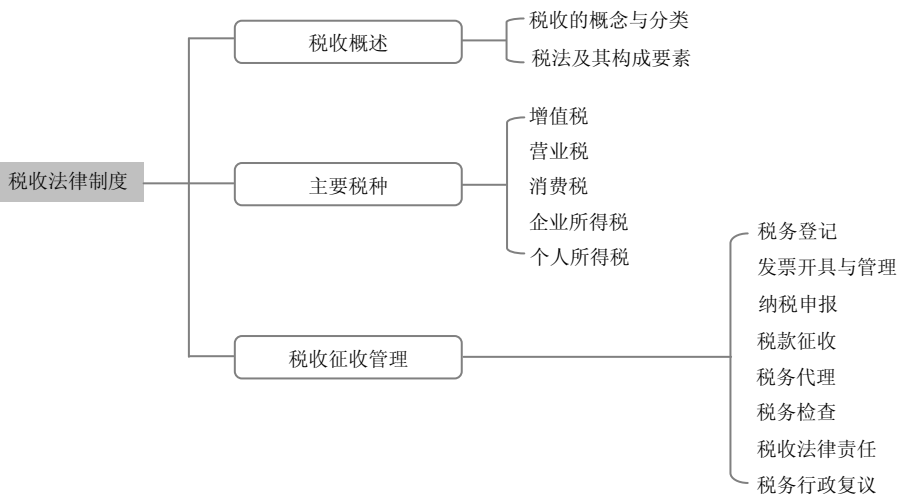 税收法律制度
税收概述
税收的概念与分类
税法及其构成要素
主要税种
增值税
营业税
消费税
企业所得税
个人所得税
税收征收管理
税务登记
发票开具与管理
纳税申报
税款征收
税务代理
税务检查
税收法律责任
税务行政复议